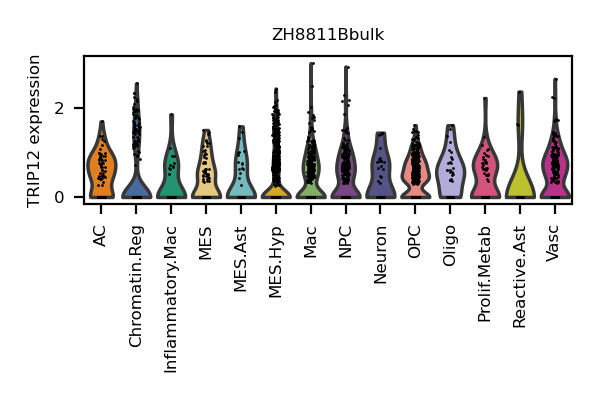 ZH8811Bbulk
TRIP12 expression
2
0
AC
Chromatin.Reg
Inflammatory.Mac
MES
MES.Ast
MES.Hyp
Mac
NPC
Neuron
OPC
Oligo
Prolif.Metab
Reactive.Ast
Vasc